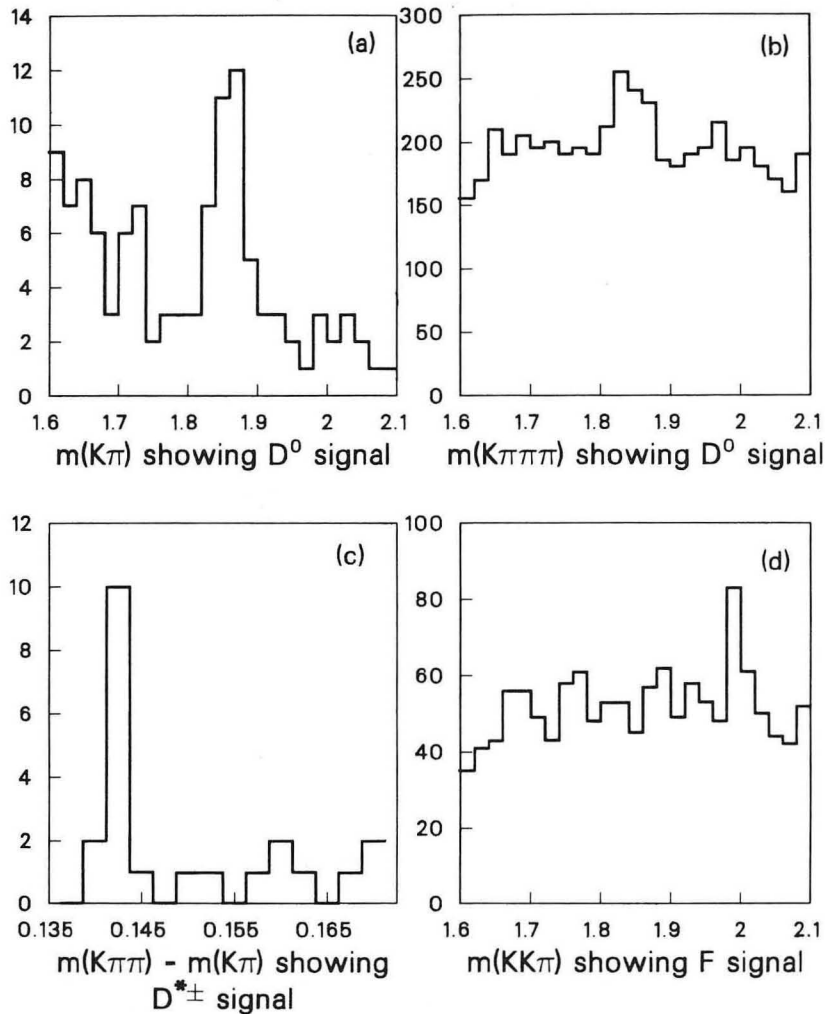 14
12
10
8
6
4
2
0
(a)
1.6 1.7 1.8 1.9 2.0 2.1
m(Kπ) showing D⁰ signal
300
250
200
150
100
50
0
(b)
1.6 1.7 1.8 1.9 2 2.1
m(Kπππ) showing D⁰ signal
12
10
8
6
4
2
0
(c)
0.135 0.145 0.155 0.165
m(Kππ) - m(Kπ) showing
D*± signal
100
80
60
40
20
0
(d)
1.6 1.7 1.8 1.9 2 2.1
m(KKπ) showing F signal